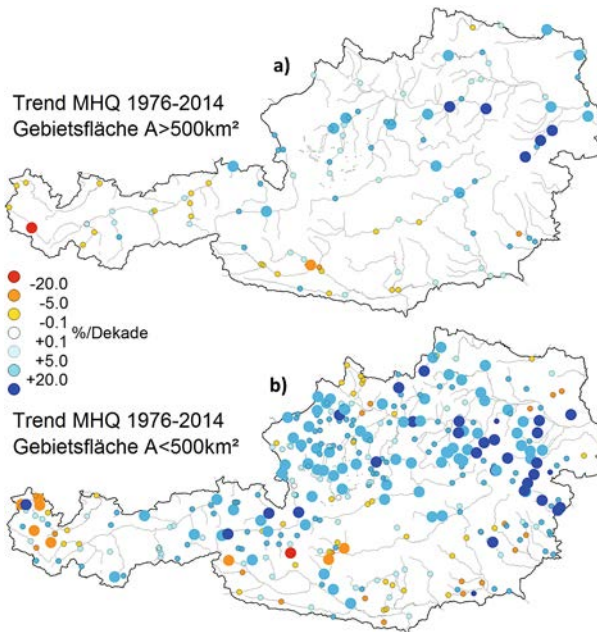 a)
Trend MHQ 1976-2014
Gebietsfläche A>500km²
-20.0
-5.0
-0.1
+0.1 %/Dekade
+5.0
+20.0
b)
Trend MHQ 1976-2014
Gebietsfläche A<500km²